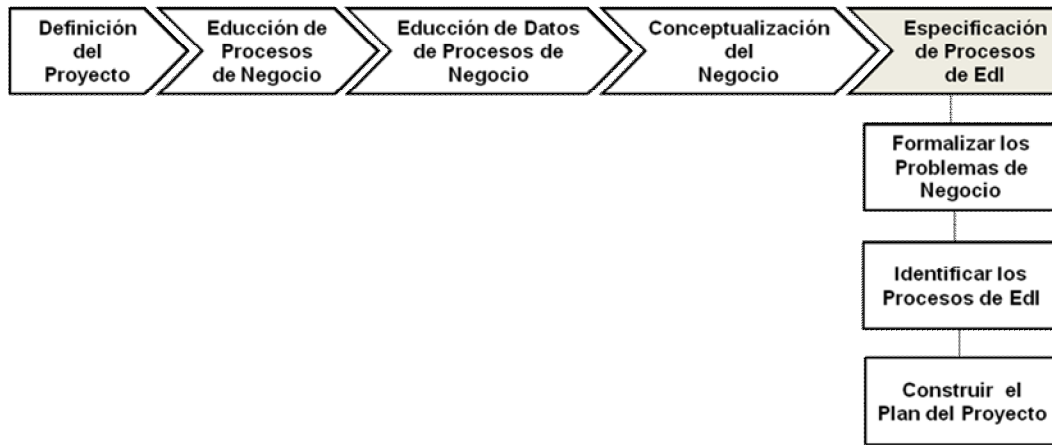 Definición
del
Proyecto
Educción de
Procesos
de Negocio
Educción de Datos
de Procesos de
Negocio
Conceptualización
del
Negocio
Especificación
de Procesos
de EdI
Formalizar los
Problemas de
Negocio
Identificar los
Procesos de EdI
Construir el
Plan del Proyecto